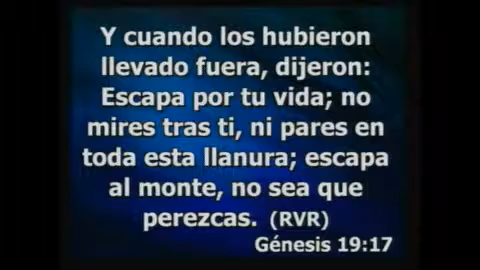 Y cuando los hubieron
llevado fuera, dijeron:
Escapa por tu vida; no
mires tras ti, ni pares en
toda esta llanura; escapa
al monte, no sea que
perezcas. (RVR)
Génesis 19:17